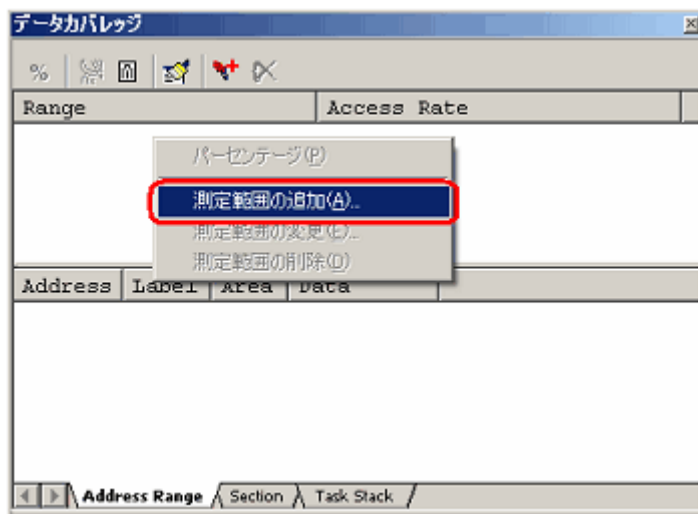 データカバレッジ
%
Range Access Rate
パーセンテージ(P)
測定範囲の追加(A)...
測定範囲の変更(E)...
測定範囲の削除(D)
Address Label Area Data
Address Range Section Task Stack